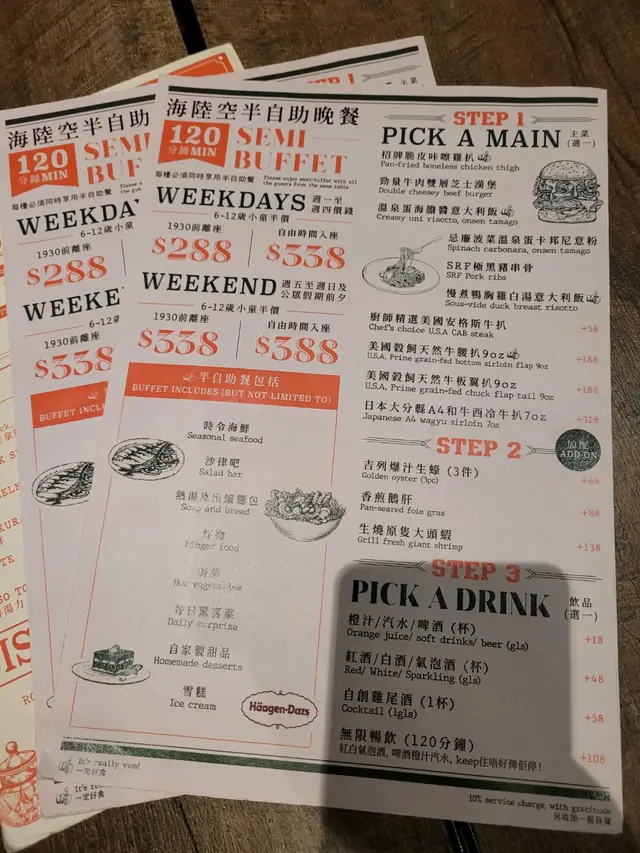 海陸空半自助晚餐
120
分鐘MIN
SEMI
BUFFET
每檯必須同時享用半自助餐
Please enjoy semi-buffet with all
the guests from the same table
WEEKDAYS
週一至
週四價錢
6-12歲小童半價
1930前離座
$288
自由時間入座
$338
WEEKEND
週五至週日及
公眾假期前夕
6-12歲小童半價
1930前離座
$338
自由時間入座
$388
半自助餐包括
BUFFET INCLUDES (BUT NOT LIMITED TO)
時令海鮮
Seasonal seafood
沙律吧
Salad bar
熱湯及出爐麵包
Soup and bread
炸物
Finger food
Hot vegetables
每日驚喜菜
Daily surprise
自家製甜品
Homemade desserts
雪糕
Ice cream
Häagen-Dazs
It's really yum!
一定好食
STEP 1
PICK A MAIN
主菜
(選一)
招牌脆皮味嚟雞扒
Pan-fried boneless chicken thigh
勁量牛肉雙層芝士漢堡
Double cheesey beef burger
溫泉蛋海膽醬意大利飯
Creamy uni risotto, onsen tamago
忌廉菠菜溫泉蛋卡邦尼意粉
Spinach carbonara, onsen tamago
SRF極黑豬串骨
SRF Pork ribs
慢煮鴨胸雞白湯意大利飯
Sous-vide duck breast risotto
廚師精選美國安格斯牛扒
Chef's choice U.S.A CAB steak
+58
美國穀飼天然牛腰扒9oz
U.S.A. Prime grain-fed bottom sirloin flap 9oz
+188
美國穀飼天然牛板翼扒9oz
U.S.A. Prime grain-fed chuck flap tail 9oz
+188
日本大分縣A4和牛西冷牛扒7oz
Japanese A4 wagyu sirloin 7oz
+328
STEP 2
加配
ADD ON
吉列爆汁生蠔 (3件)
Golden oyster (3pc)
+68
香煎鵝肝
Pan-seared foie gras
+88
生燒原隻大頭蝦
Grill fresh giant shrimp
+138
STEP 3
PICK A DRINK
飲品
(選一)
橙汁/汽水/啤酒 (杯)
Orange juice/ soft drinks/ beer (gls)
+18
紅酒/白酒/氣泡酒 (杯)
Red/ White/ Sparkling (gls)
+48
自創雞尾酒 (1杯)
Cocktail (1gls)
+58
無限暢飲 (120分鐘)
紅白氣泡酒, 啤酒橙汁汽水, keep住唔好俾佢停!
+108
10% service charge, with gratitude
另收加一服務費